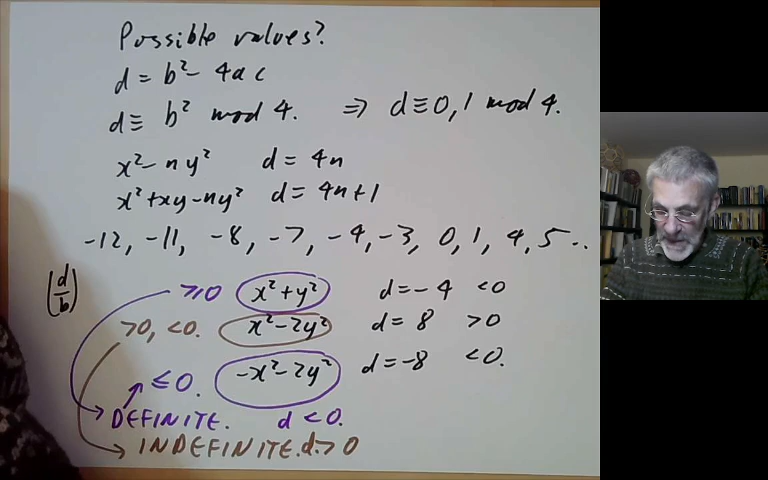 Possible values?
d = b² - 4ac
d ≡ b² mod 4. ⇒ d ≡ 0, 1 mod 4.
x² - ny² d = 4n
x² + xy - ny² d = 4n+1
-12, -11, -8, -7, -4, -3, 0, 1, 4, 5 ..
(d/b) ≥0 x² + y² d = -4 <0
>0, <0. x² - 2y² d = 8 >0
≤0. -x² - 2y² d = -8 <0.
DEFINITE. d < 0.
INDEFINITE. d > 0